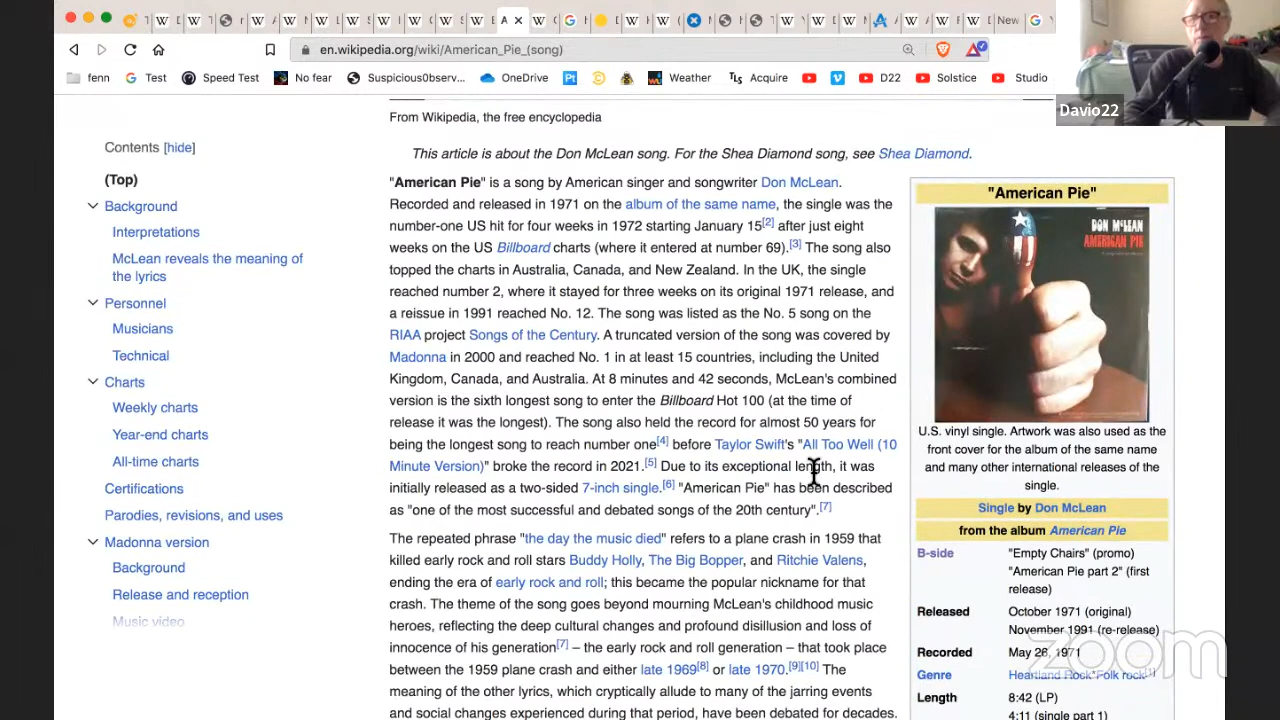 New
en.wikipedia.org/wiki/American_Pie_(song)
fenn
Test
Speed Test
No fear
Suspicious0bserv...
OneDrive
Weather
Acquire
D22
Solstice
Studio
Davio22
From Wikipedia, the free encyclopedia
Contents [hide]
(Top)
Background
Interpretations
McLean reveals the meaning of
the lyrics
Personnel
Musicians
Technical
Charts
Weekly charts
Year-end charts
All-time charts
Certifications
Parodies, revisions, and uses
Madonna version
Background
Release and reception
Music video
This article is about the Don McLean song. For the Shea Diamond song, see Shea Diamond.
"American Pie" is a song by American singer and songwriter Don McLean.
Recorded and released in 1971 on the album of the same name, the single was the
number-one US hit for four weeks in 1972 starting January 15[2] after just eight
weeks on the US Billboard charts (where it entered at number 69).[3] The song also
topped the charts in Australia, Canada, and New Zealand. In the UK, the single
reached number 2, where it stayed for three weeks on its original 1971 release, and
a reissue in 1991 reached No. 12. The song was listed as the No. 5 song on the
RIAA project Songs of the Century. A truncated version of the song was covered by
Madonna in 2000 and reached No. 1 in at least 15 countries, including the United
Kingdom, Canada, and Australia. At 8 minutes and 42 seconds, McLean's combined
version is the sixth longest song to enter the Billboard Hot 100 (at the time of
release it was the longest). The song also held the record for almost 50 years for
being the longest song to reach number one[4] before Taylor Swift's "All Too Well (10
Minute Version)" broke the record in 2021.[5] Due to its exceptional length, it was
initially released as a two-sided 7-inch single.[6] "American Pie" has been described
as "one of the most successful and debated songs of the 20th century".[7]
The repeated phrase "the day the music died" refers to a plane crash in 1959 that
killed early rock and roll stars Buddy Holly, The Big Bopper, and Ritchie Valens,
ending the era of early rock and roll; this became the popular nickname for that
crash. The theme of the song goes beyond mourning McLean's childhood music
heroes, reflecting the deep cultural changes and profound disillusion and loss of
innocence of his generation[7] – the early rock and roll generation – that took place
between the 1959 plane crash and either late 1969[8] or late 1970.[9][10] The
meaning of the other lyrics, which cryptically allude to many of the jarring events
and social changes experienced during that period, have been debated for decades.
"American Pie"
DON McLEAN
AMERICAN PIE
U.S. vinyl single. Artwork was also used as the
front cover for the album of the same name
and many other international releases of the
single.
Single by Don McLean
from the album American Pie
B-side "Empty Chairs" (promo)
"American Pie part 2" (first
release)
Released October 1971 (original)
November 1991 (re-release)
Recorded May 26, 1971
Genre Heartland Rock*Folk rock[1]
Length 8:42 (LP)
4:11 (single part 1)
zoom